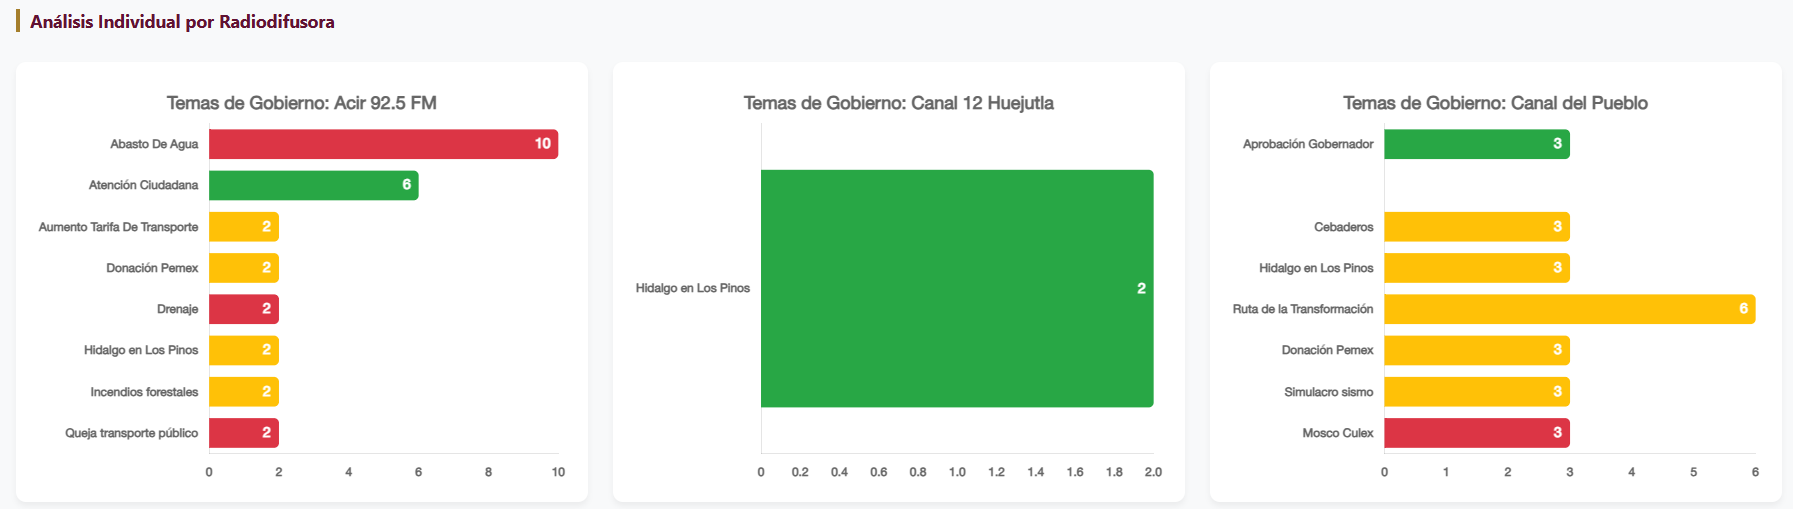 Análisis Individual por Radiodifusora
Temas de Gobierno: Acir 92.5 FM
Abasto De Agua 10
Atención Ciudadana 6
Aumento Tarifa De Transporte 2
Donación Pemex 2
Drenaje 2
Hidalgo en Los Pinos 2
Incendios forestales 2
Queja transporte público 2
0 2 4 6 8 10
Temas de Gobierno: Canal 12 Huejutla
Hidalgo en Los Pinos 2
0 0.2 0.4 0.6 0.8 1.0 1.2 1.4 1.6 1.8 2.0
Temas de Gobierno: Canal del Pueblo
Aprobación Gobernador 3
Cebaderos 3
Hidalgo en Los Pinos 3
Ruta de la Transformación 6
Donación Pemex 3
Simulacro sismo 3
Mosco Culex 3
0 1 2 3 4 5 6